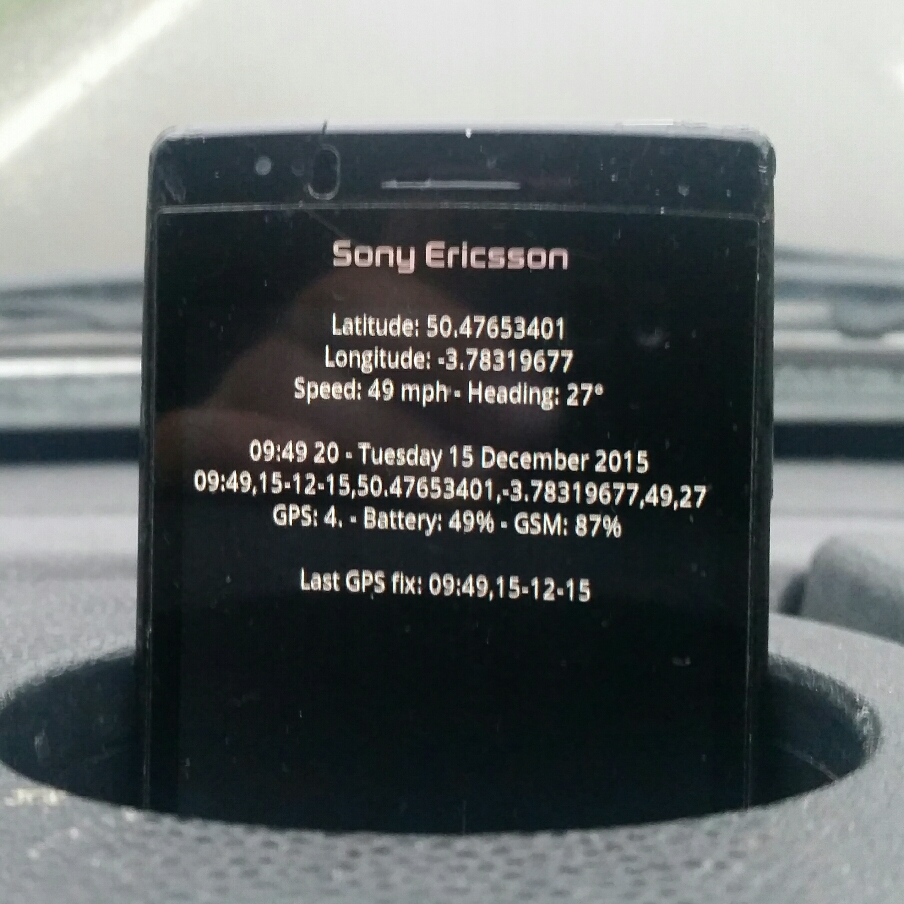 Sony Ericsson
Latitude: 50.47653401
Longitude: -3.78319677
Speed: 49 mph - Heading: 27°
09:49 20 - Tuesday 15 December 2015
09:49,15-12-15,50.47653401,-3.78319677,49,27
GPS: 4. - Battery: 49% - GSM: 87%
Last GPS fix: 09:49,15-12-15